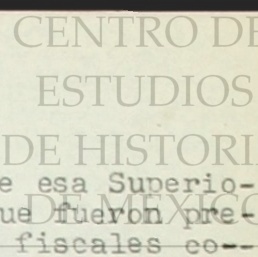 CENTRO DE
ESTUDIOS
DE HISTORI
DE MÉXICO
e esa Superio-
ue fueron pre-
fiscales co--